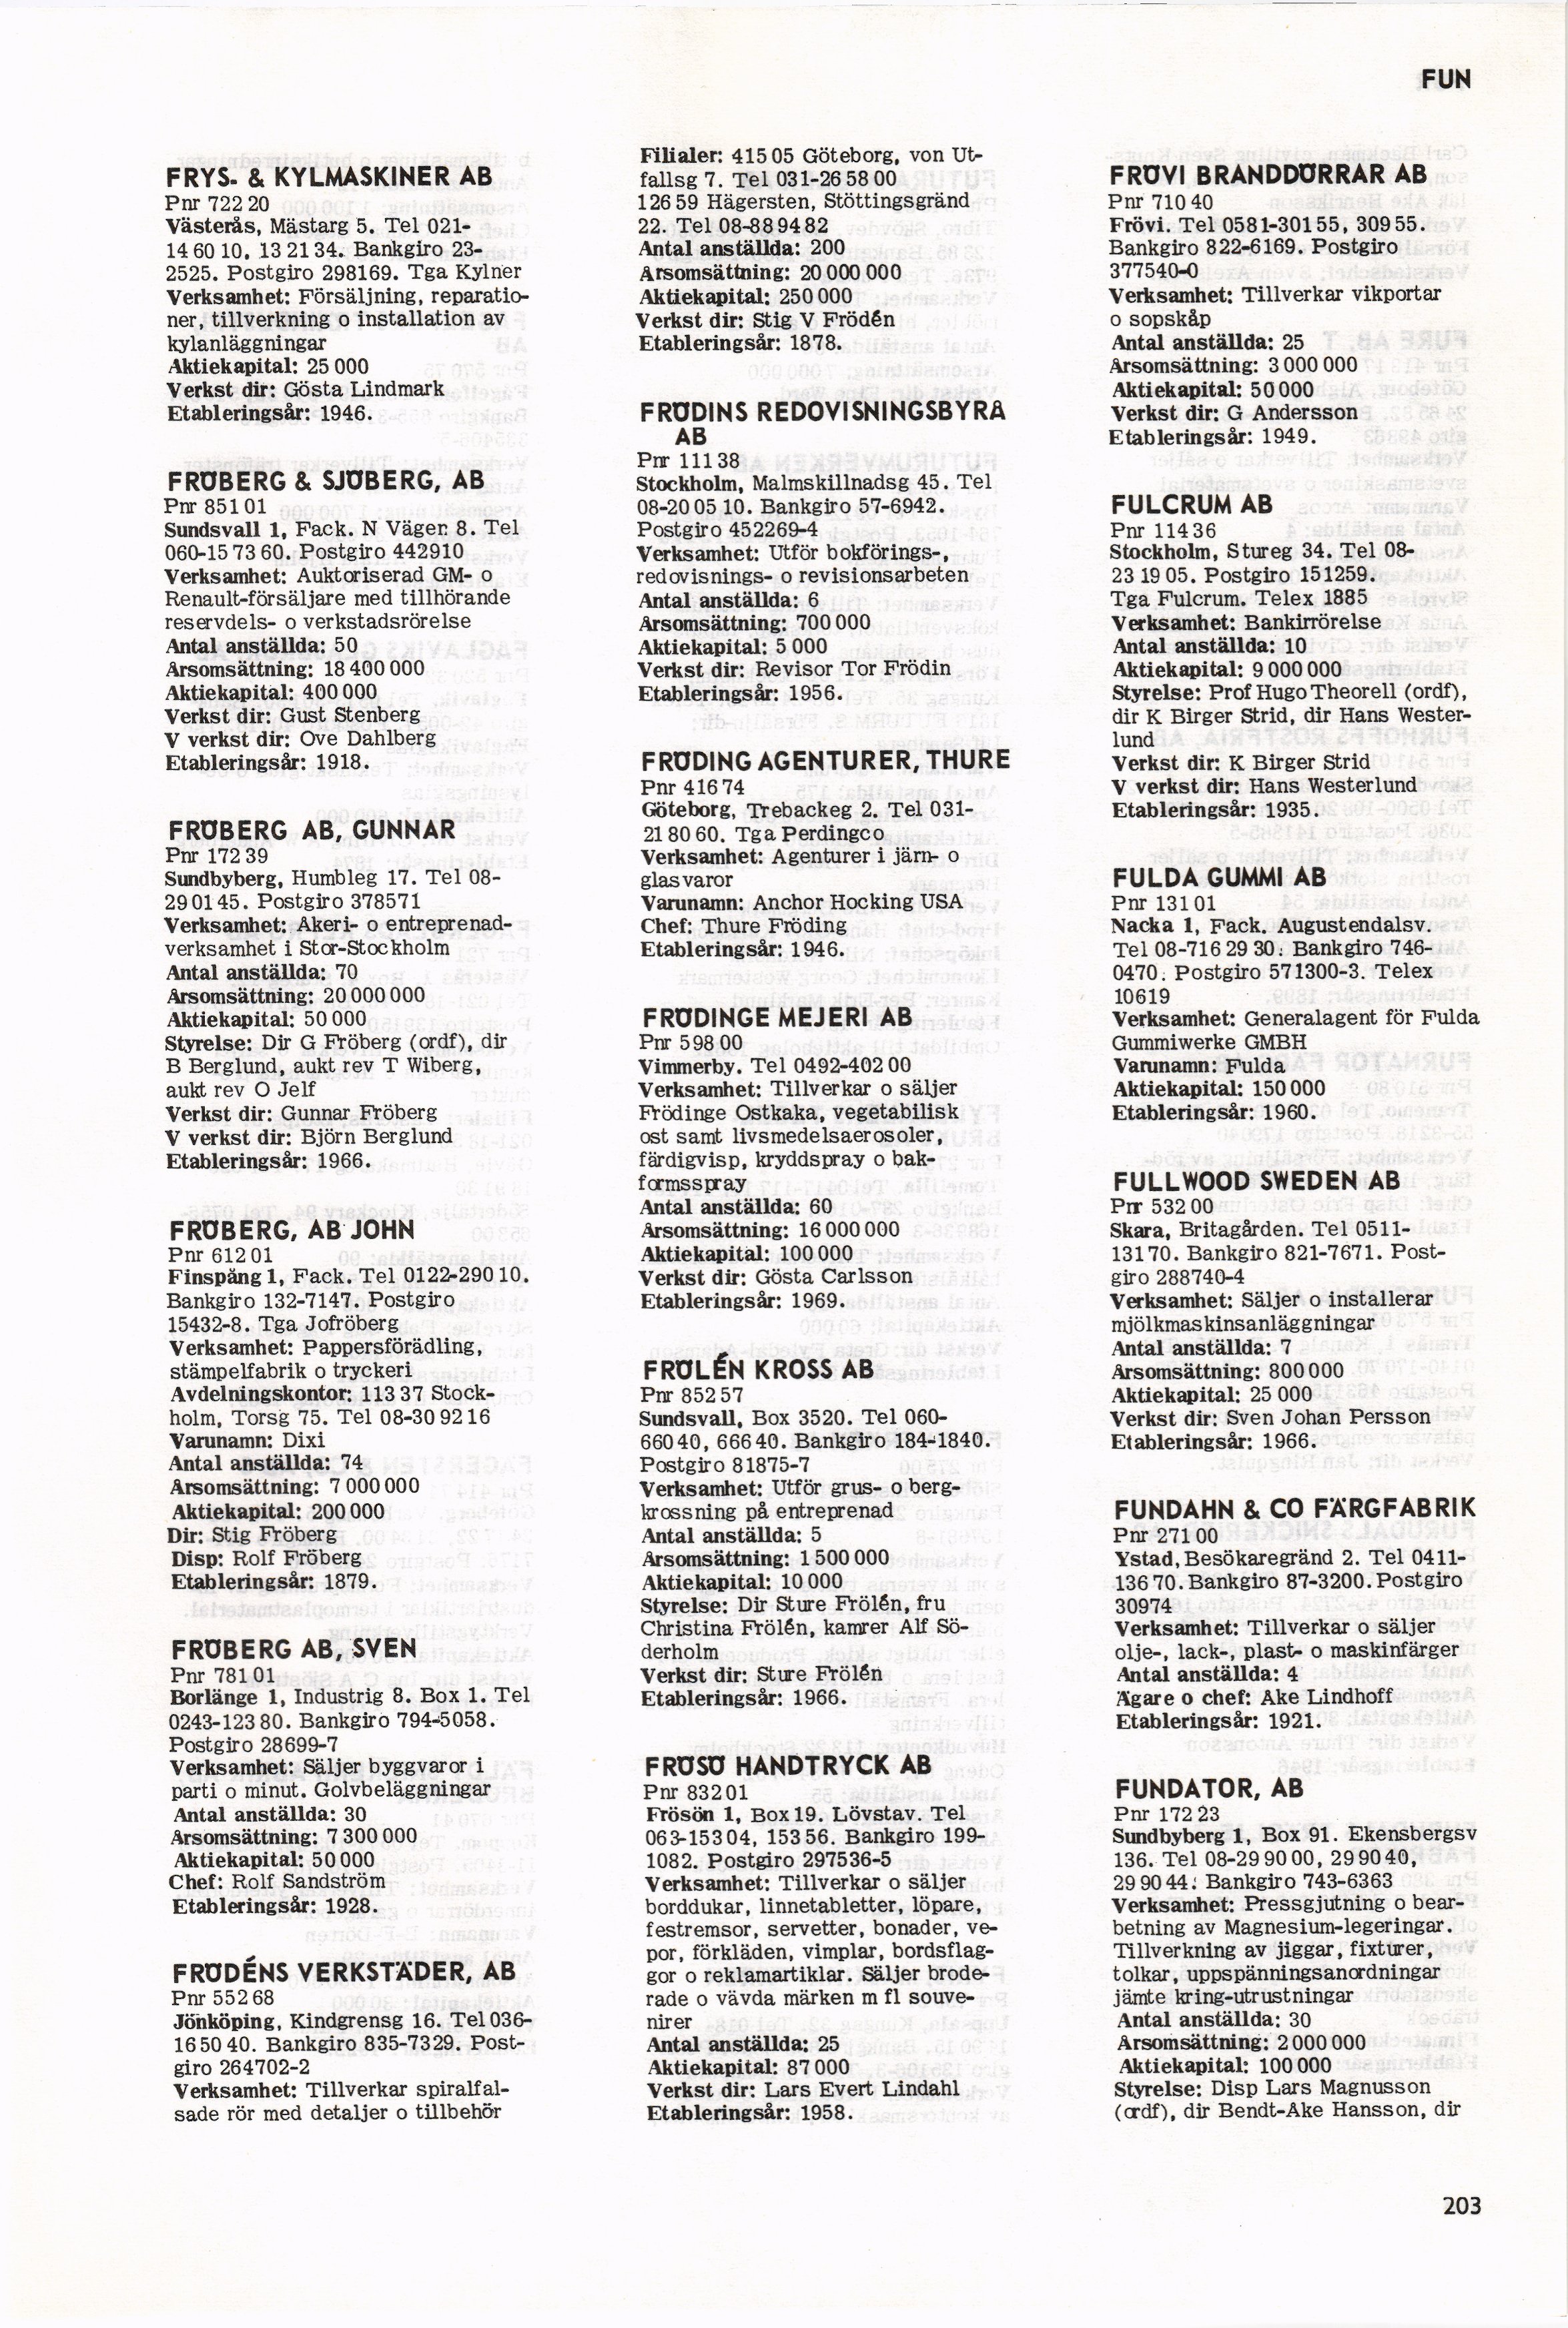 FUN
FRYS- & KYLMASKINER AB
Pnr 722 20
Västerås, Mästarg 5. Tel 021-
14 60 10, 13 21 34. Bankgiro 23-
2525. Postgiro 298169. Tga Kylner
Verksamhet: Försäljning, reparatio-
ner, tillverkning o installation av
kylanläggningar
Aktiekapital: 25 000
Verkst dir: Gösta Lindmark
Etableringsår: 1946.
FRÖBERG & SJÖBERG, AB
Pnr 851 01
Sundsvall 1, Fack. N Vägen 8. Tel
060-15 73 60. Postgiro 442910
Verksamhet: Auktoriserad GM- o
Renault-försäljare med tillhörande
reservdels- o verkstadsrörelse
Antal anställda: 50
Årsomsättning: 18 400 000
Aktiekapital: 400 000
Verkst dir: Gust Stenberg
V verkst dir: Ove Dahlberg
Etableringsår: 1918.
FRÖBERG AB, GUNNAR
Pnr 172 39
Sundbyberg, Humbleg 17. Tel 08-
29 01 45. Postgiro 378571
Verksamhet: Åkeri- o entreprenad-
verksamhet i Stor-Stockholm
Antal anställda: 70
Årsomsättning: 20 000 000
Aktiekapital: 50 000
Styrelse: Dir G Fröberg (ordf), dir
B Berglund, aukt rev T Wiberg,
aukt rev O Jelf
Verkst dir: Gunnar Fröberg
V verkst dir: Björn Berglund
Etableringsår: 1966.
FRÖBERG, AB JOHN
Pnr 612 01
Finspång 1, Fack. Tel 0122-290 10.
Bankgiro 132-7147. Postgiro
15432-8. Tga Jofröberg
Verksamhet: Pappersförädling,
stämpelfabrik o tryckeri
Avdelningskontor: 113 37 Stock-
holm, Torsg 75. Tel 08-30 92 16
Varunamn: Dixi
Antal anställda: 74
Årsomsättning: 7 000 000
Aktiekapital: 200 000
Dir: Stig Fröberg
Disp: Rolf Fröberg
Etableringsår: 1879.
FRÖBERG AB, SVEN
Pnr 781 01
Borlänge 1, Industrig 8. Box 1. Tel
0243-123 80. Bankgiro 794-5058.
Postgiro 28699-7
Verksamhet: Säljer byggvaror i
parti o minut. Golvbeläggningar
Antal anställda: 30
Årsomsättning: 7 300 000
Aktiekapital: 50 000
Chef: Rolf Sandström
Etableringsår: 1928.
FRÖDÉNS VERKSTÄDER, AB
Pnr 552 68
Jönköping, Kindgrensg 16. Tel 036-
16 50 40. Bankgiro 835-7329. Post-
giro 264702-2
Verksamhet: Tillverkar spiralfal-
sade rör med detaljer o tillbehör
Filialer: 415 05 Göteborg, von Ut-
fallsg 7. Tel 031-26 58 00
126 59 Hägersten, Stöttingsgränd
22. Tel 08-88 94 82
Antal anställda: 200
Årsomsättning: 20 000 000
Aktiekapital: 250 000
Verkst dir: Stig V Frödén
Etableringsår: 1878.
FRÖDINS REDOVISNINGSBYRÅ
AB
Pnr 111 38
Stockholm, Malmskillnadsg 45. Tel
08-20 05 10. Bankgiro 57-6942.
Postgiro 452269-4
Verksamhet: Utför bokförings-,
redovisnings- o revisionsarbeten
Antal anställda: 6
Årsomsättning: 700 000
Aktiekapital: 5 000
Verkst dir: Revisor Tor Frödin
Etableringsår: 1956.
FRÖDING AGENTURER, THURE
Pnr 416 74
Göteborg, Trebackeg 2. Tel 031-
21 80 60. Tga Perdingco
Verksamhet: Agenturer i järn- o
glasvaror
Varunamn: Anchor Hocking USA
Chef: Thure Fröding
Etableringsår: 1946.
FRÖDINGE MEJERI AB
Pnr 598 00
Vimmerby. Tel 0492-402 00
Verksamhet: Tillverkar o säljer
Frödinge Ostkaka, vegetabilisk
ost samt livsmedelsaerosoler,
färdigvisp, kryddspray o bak-
formsspray
Antal anställda: 60
Årsomsättning: 16 000 000
Aktiekapital: 100 000
Verkst dir: Gösta Carlsson
Etableringsår: 1969.
FRÖLÉN KROSS AB
Pnr 852 57
Sundsvall, Box 3520. Tel 060-
660 40, 666 40. Bankgiro 184-1840.
Postgiro 81875-7
Verksamhet: Utför grus- o berg-
krossning på entreprenad
Antal anställda: 5
Årsomsättning: 1 500 000
Aktiekapital: 10 000
Styrelse: Dir Sture Frölén, fru
Christina Frölén, kamrer Alf Sö-
derholm
Verkst dir: Sture Frölén
Etableringsår: 1966.
FRÖSÖ HANDTRYCK AB
Pnr 832 01
Frösön 1, Box 19. Lövstav. Tel
063-153 04, 153 56. Bankgiro 199-
1082. Postgiro 297536-5
Verksamhet: Tillverkar o säljer
borddukar, linnetabletter, löpare,
festremsor, servetter, bonader, ve-
por, förkläden, vimplar, bordsflag-
gor o reklamartiklar. Säljer brode-
rade o vävda märken m fl souve-
nirer
Antal anställda: 25
Aktiekapital: 87 000
Verkst dir: Lars Evert Lindahl
Etableringsår: 1958.
FRÖVI BRANDDÖRRAR AB
Pnr 710 40
Frövi. Tel 0581-301 55, 309 55.
Bankgiro 822-6169. Postgiro
377540-0
Verksamhet: Tillverkar vikportar
o sopskåp
Antal anställda: 25
Årsomsättning: 3 000 000
Aktiekapital: 50 000
Verkst dir: G Andersson
Etableringsår: 1949.
FULCRUM AB
Pnr 114 36
Stockholm, Stureg 34. Tel 08-
23 19 05. Postgiro 151259.
Tga Fulcrum. Telex 1885
Verksamhet: Bankirrörelse
Antal anställda: 10
Aktiekapital: 9 000 000
Styrelse: Prof Hugo Theorell (ordf),
dir K Birger Strid, dir Hans Wester-
lund
Verkst dir: K Birger Strid
V verkst dir: Hans Westerlund
Etableringsår: 1935.
FULDA GUMMI AB
Pnr 131 01
Nacka 1, Fack. Augustendalsv.
Tel 08-716 29 30. Bankgiro 746-
0470. Postgiro 571300-3. Telex
10619
Verksamhet: Generalagent för Fulda
Gummiwerke GMBH
Varunamn: Fulda
Aktiekapital: 150 000
Etableringsår: 1960.
FULLWOOD SWEDEN AB
Pnr 532 00
Skara, Britagården. Tel 0511-
131 70. Bankgiro 821-7671. Post-
giro 288740-4
Verksamhet: Säljer o installerar
mjölkmaskinsanläggningar
Antal anställda: 7
Årsomsättning: 800 000
Aktiekapital: 25 000
Verkst dir: Sven Johan Persson
Etableringsår: 1966.
FUNDAHN & CO FÄRGFABRIK
Pnr 271 00
Ystad, Besökaregränd 2. Tel 0411-
136 70. Bankgiro 87-3200. Postgiro
30974
Verksamhet: Tillverkar o säljer
olje-, lack-, plast- o maskinfärger
Antal anställda: 4
Ägare o chef: Åke Lindhoff
Etableringsår: 1921.
FUNDATOR, AB
Pnr 172 23
Sundbyberg 1, Box 91. Ekensbergsv
136. Tel 08-29 90 00, 29 90 40,
29 90 44. Bankgiro 743-6363
Verksamhet: Pressgjutning o bear-
betning av Magnesium-legeringar.
Tillverkning av jiggar, fixturer,
tolkar, uppspänningsanordningar
jämte kring-utrustningar
Antal anställda: 30
Årsomsättning: 2 000 000
Aktiekapital: 100 000
Styrelse: Disp Lars Magnusson
(ordf), dir Bendt-Åke Hansson, dir
203